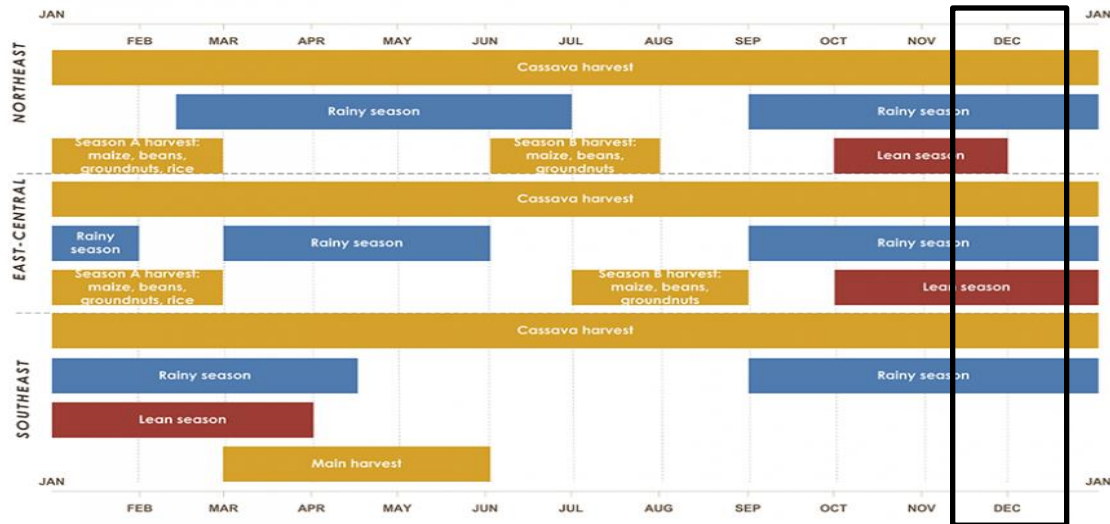 JAN JAN
FEB MAR APR MAY JUN JUL AUG SEP OCT NOV DEC
NORTHEAST
Cassava harvest
Rainy season Rainy season
Season A harvest:
maize, beans,
groundnuts, rice
Season B harvest:
maize, beans,
groundnuts
Lean season
EAST-CENTRAL
Cassava harvest
Rainy
season
Rainy season Rainy season
Season A harvest:
maize, beans,
groundnuts, rice
Season B harvest:
maize, beans,
groundnuts
Lean season
SOUTHEAST
Cassava harvest
Rainy season Rainy season
Lean season
Main harvest
JAN JAN
FEB MAR APR MAY JUN JUL AUG SEP OCT NOV DEC